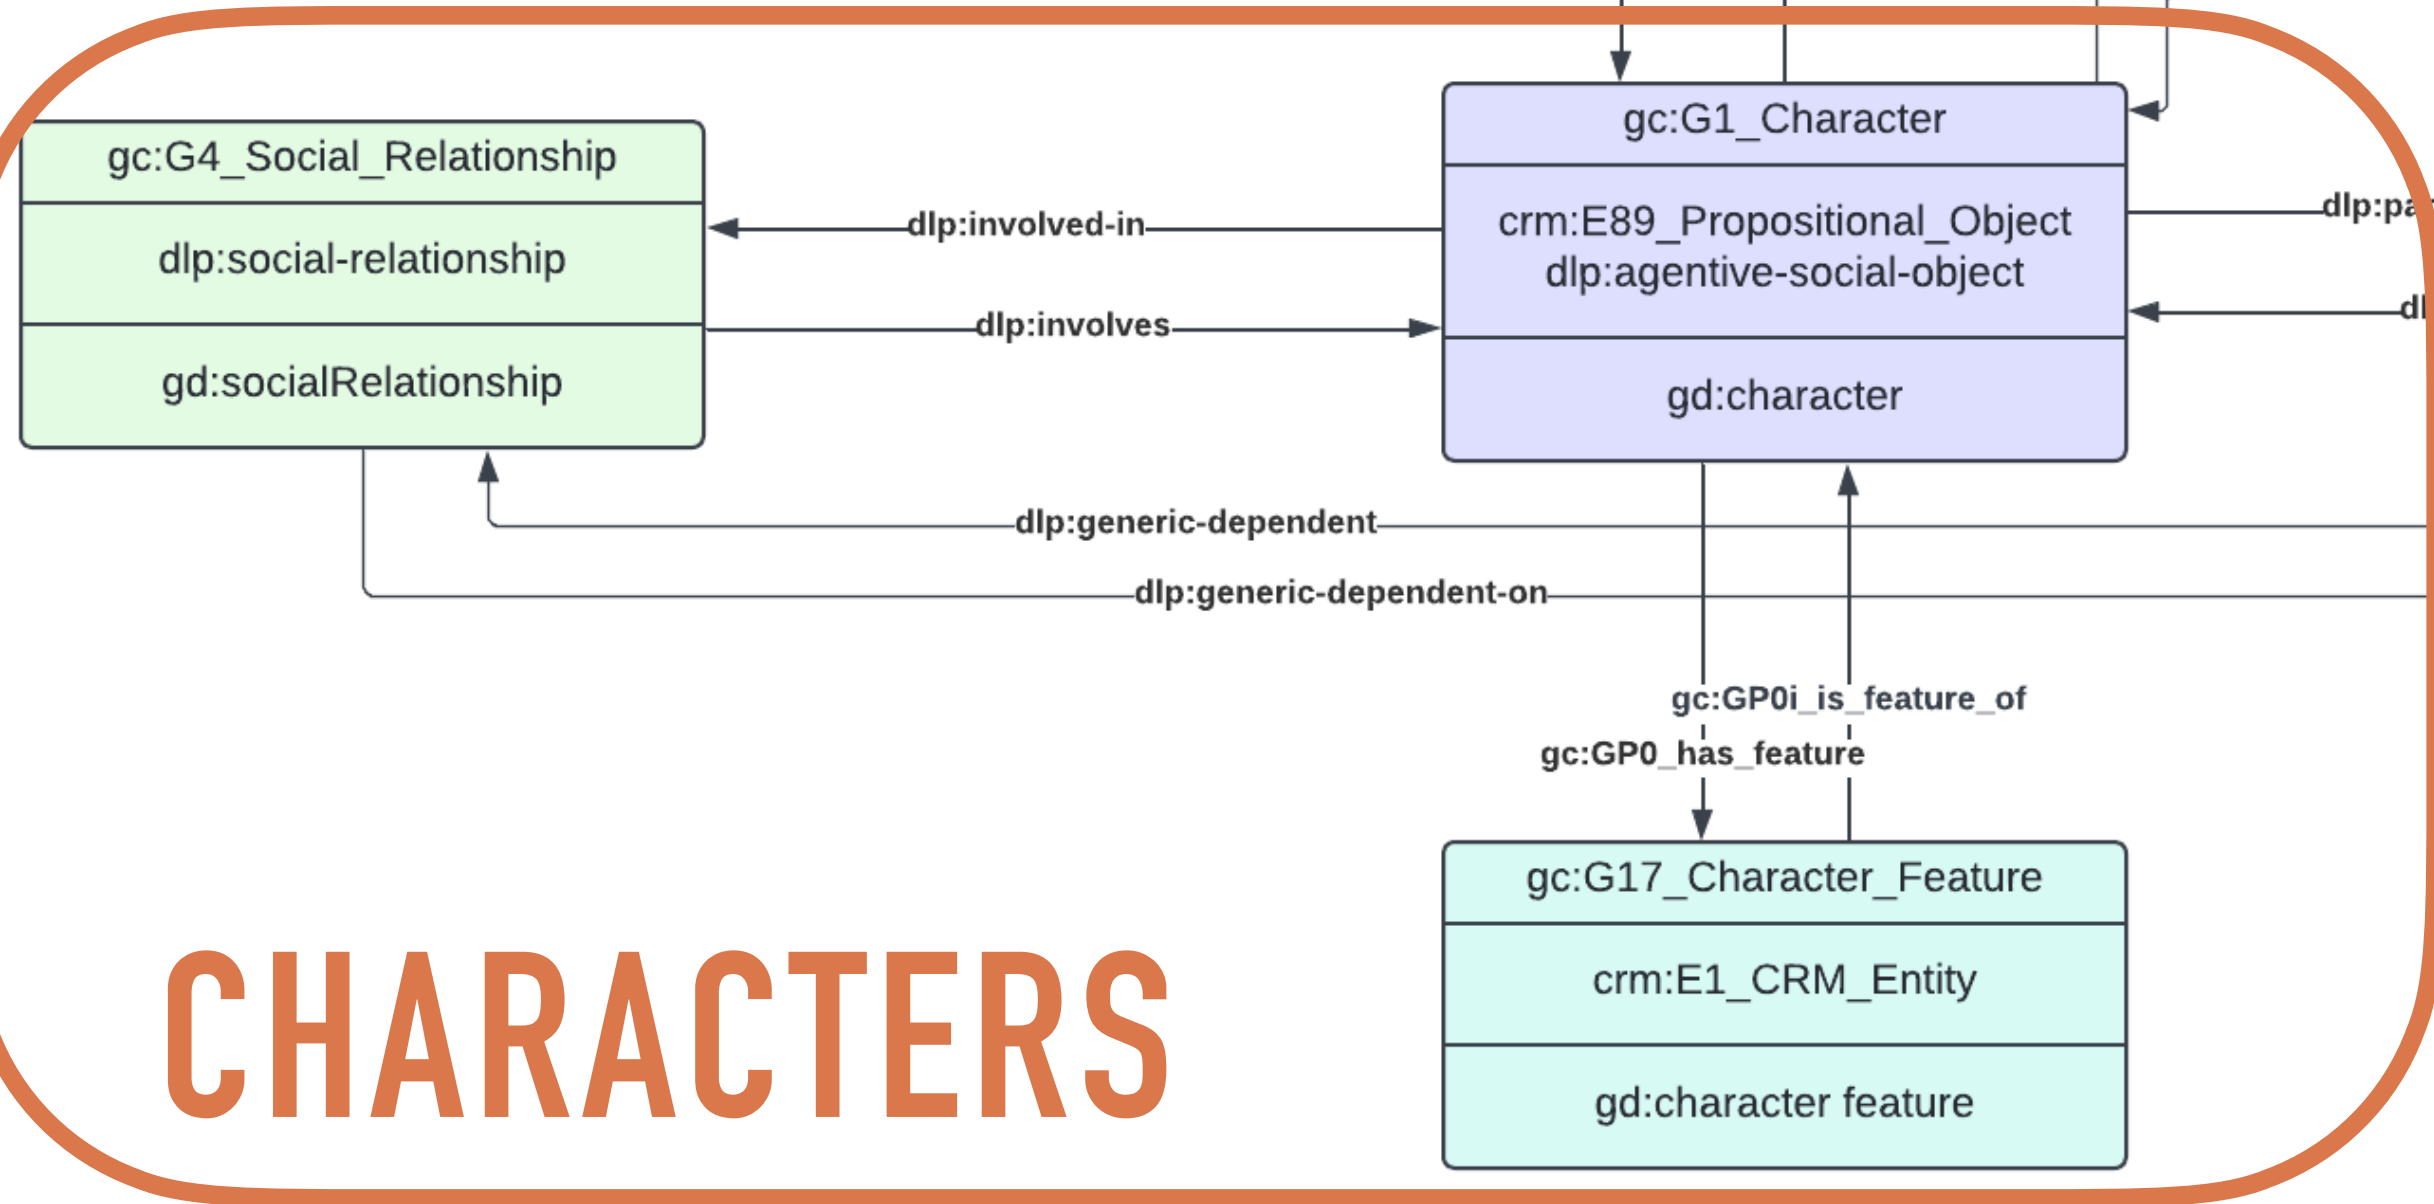 gc:G4_Social_Relationship
dlp:social-relationship
gd:socialRelationship
dlp:involved-in
dlp:involves
gc:G1_Character
crm:E89_Propositional_Object
dlp:agentive-social-object
gd:character
dlp:generic-dependent
dlp:generic-dependent-on
gc:GP0i_is_feature_of
gc:GP0_has_feature
gc:G17_Character_Feature
crm:E1_CRM_Entity
gd:character feature
CHARACTERS